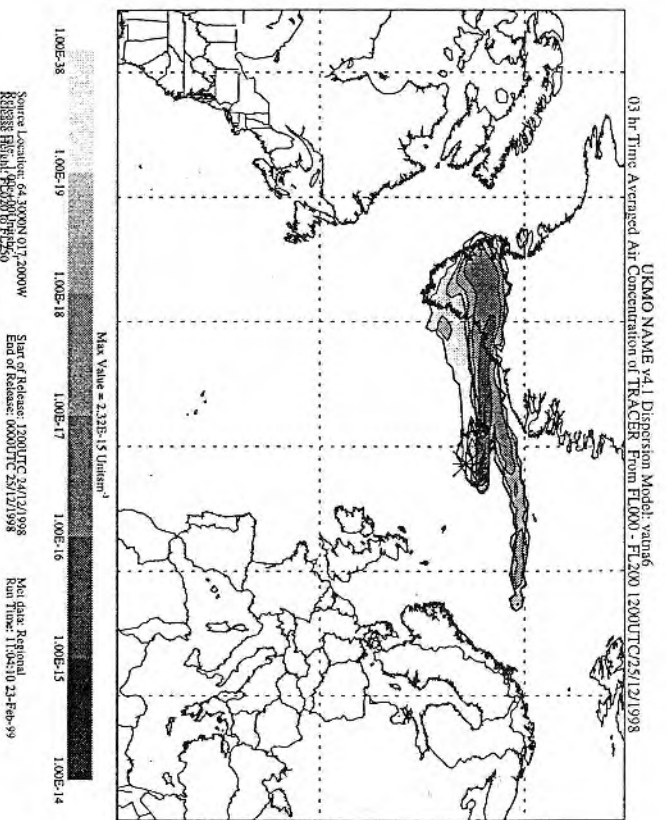 UKMO NAME v4.1 Dispersion Model: vatna6
03 hr Time Averaged Air Concentration of TRACER From FL000 - FL200 1200UTC/25/12/1998
Max Value = 2.32E-15 Unitsm⁻³
1.00E-38 1.00E-19 1.00E-18 1.00E-17 1.00E-16 1.00E-15 1.00E-14
Source Location: 64.3000N 017.2000W
Start of Release: 1200UTC 24/12/1998
End of Release: 0000UTC 25/12/1998
Met data: Regional
Run Time: 11:04:10 23-Feb-99